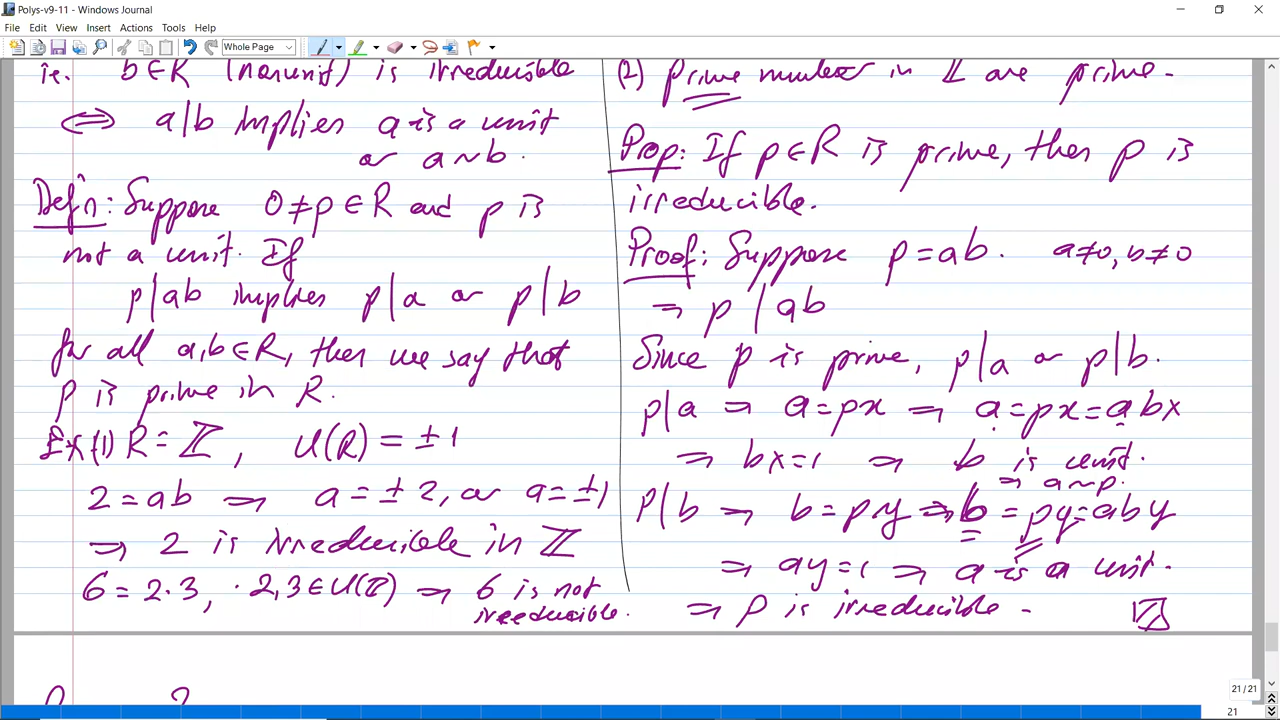 Polys-v9-11 - Windows Journal
File Edit View Insert Actions Tools Help
Whole Page
ie. b∈R (nonunit) is irreducible
⇔ a|b implies a is a unit
or a~b.
Def'n: Suppose 0≠p∈R and p is
not a unit. If
p|ab implies p|a or p|b
for all a,b∈R, then we say that
p is prime in R.
Ex (1) R=ℤ, U(R) = ±1
2=ab ⇒ a=±2, or a=±1
⇒ 2 is irreducible in ℤ
6=2·3, 2,3∈U(ℤ) ⇒ 6 is not
irreducible.
(2) prime number in ℤ are prime.
Prop: If p∈R is prime, then p is
irreducible.
Proof: Suppose p=ab. a≠0, b≠0
⇒ p | ab
Since p is prime, p|a or p|b.
p|a ⇒ a=px ⇒ a=px=abx
⇒ bx=1 ⇒ b is unit.
⇒ a~p.
p|b ⇒ b=py ⇒ b=py=aby
⇒ ay=1 ⇒ a is a unit.
⇒ p is irreducible.
21/21
21